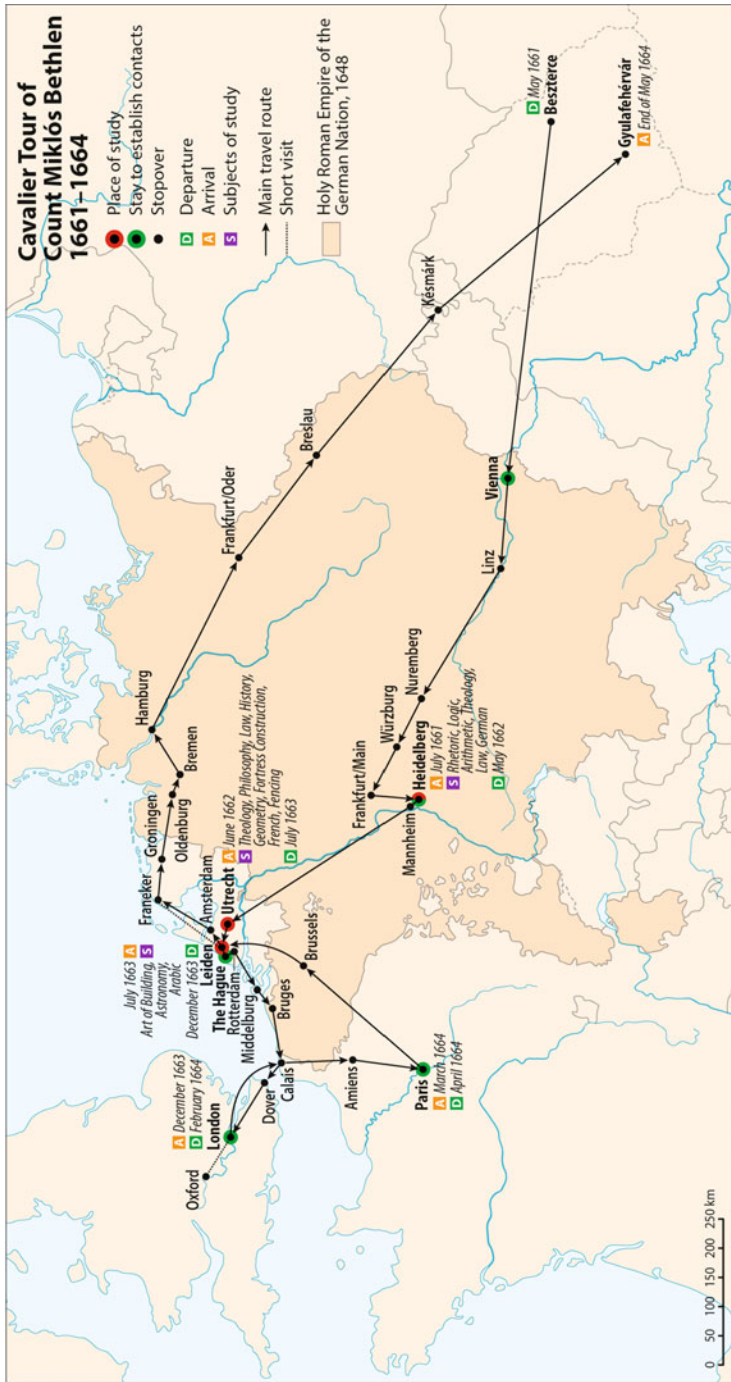 Cavalier Tour of
Count Miklós Bethlen
1661–1664
Place of study
Stay to establish contacts
Stopover
D Departure
A Arrival
S Subjects of study
Main travel route
Short visit
Holy Roman Empire of the
German Nation, 1648
Oxford
A December 1663
D February 1664
London
Dover
Calais
Amiens
Paris
A March 1664
D April 1664
July 1663 A
Art of Building, S
Astronomy,
Arabic
December 1663 D
Leiden
The Hague
Rotterdam
Middelburg
Bruges
Brussels
Franeker
Amsterdam
Utrecht
A June 1662
S Theology, Philosophy, Law, History,
Geometry, Fortress Construction,
French, Fencing
D July 1663
Groningen
Oldenburg
Bremen
Hamburg
Frankfurt/Oder
Breslau
Késmárk
Frankfurt/Main
Würzburg
Nuremberg
Mannheim
Heidelberg
A July 1661
S Rhetoric, Logic,
Arithmetic, Theology,
Law, German
D May 1662
Linz
Vienna
D May 1661
Beszterce
Gyulafehérvár
A End of May 1664
0 50 100 150 200 250 km